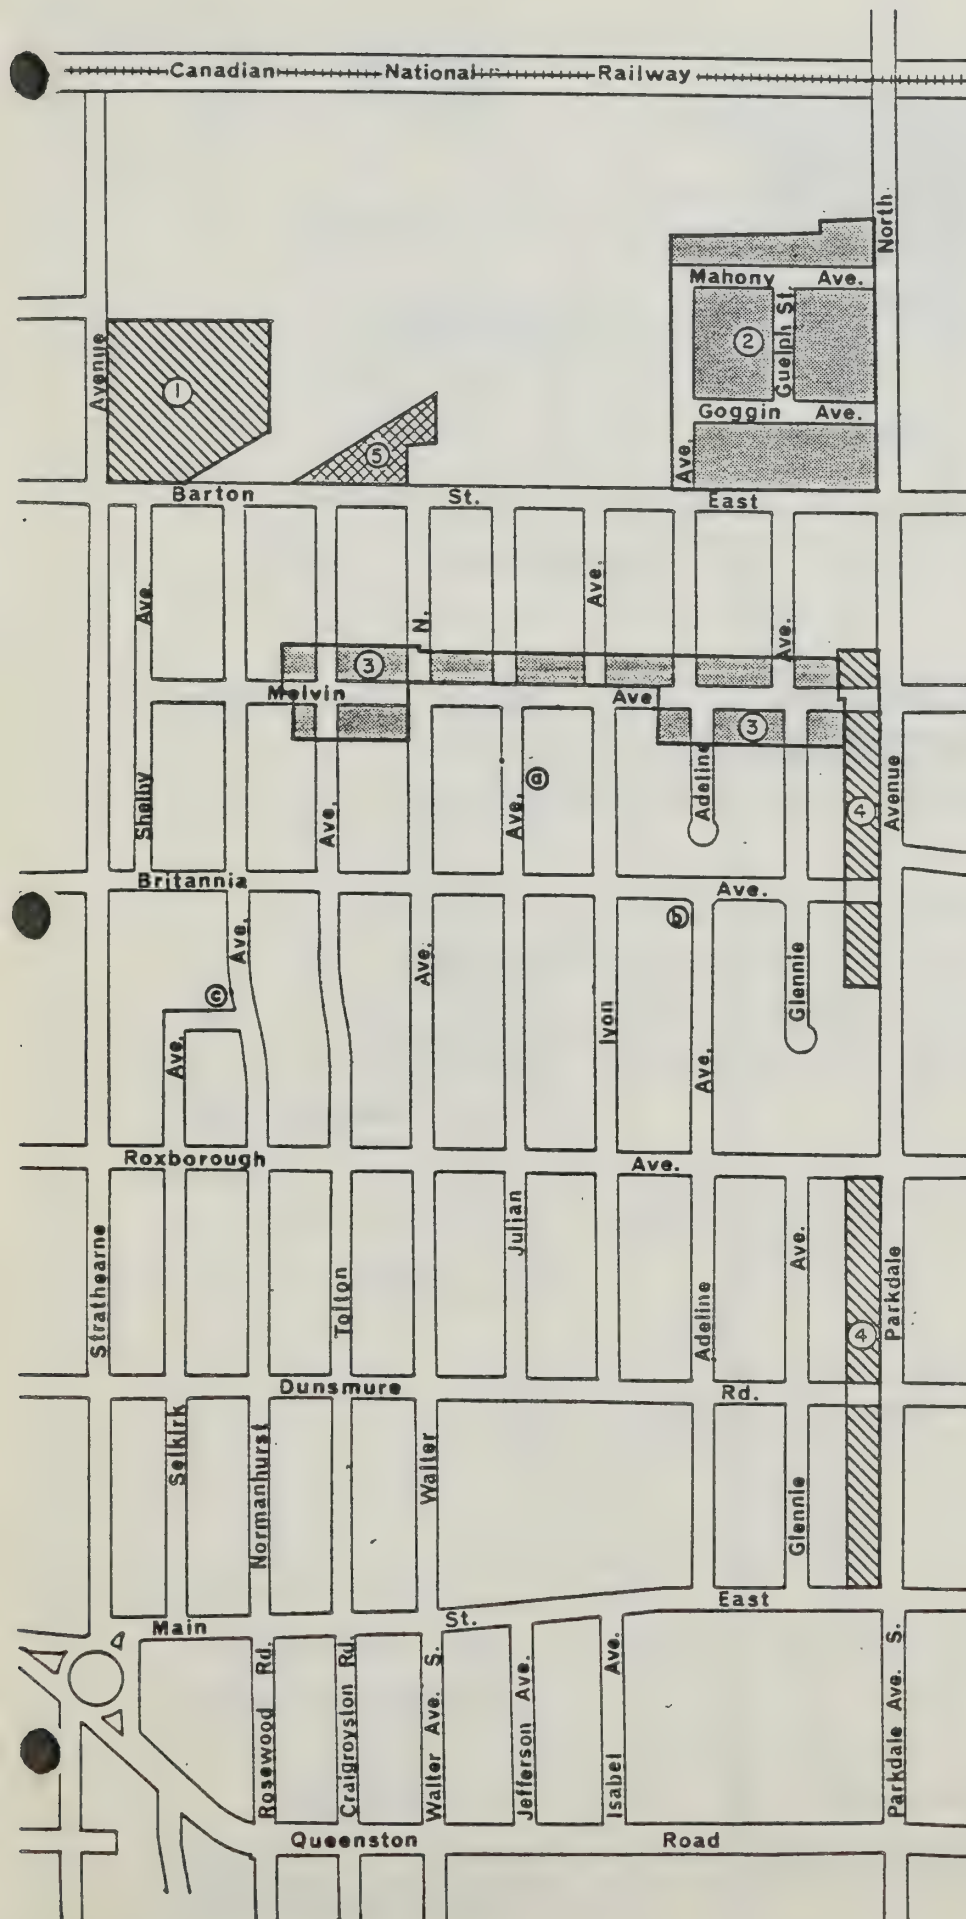 Canadian National Railway
North
Mahony Ave.
Guelph St.
2
Avenue
1
Goggin Ave.
5
Ave.
Barton St. East
Ave.
Ave.
N.
Ave.
3
Melvin Ave
3
Adeline
a
Shelby
Ave.
Ave.
4
Avenue
Britannia Ave.
b
Ave.
Ave.
Glennie
c
Ivon
Ave.
Ave.
Roxborough Ave.
Julian
Ave.
Strathearne
Tolton
Adeline
Parkdale
4
Dunsmure Rd.
Selkirk
Normanhurst
Walter
Glennie
Main St. East
Rosewood Rd.
Craigroyston Rd.
Walter Ave. S.
Jefferson Ave.
Isabel Ave.
Parkdale Ave. S.
Queenston Road